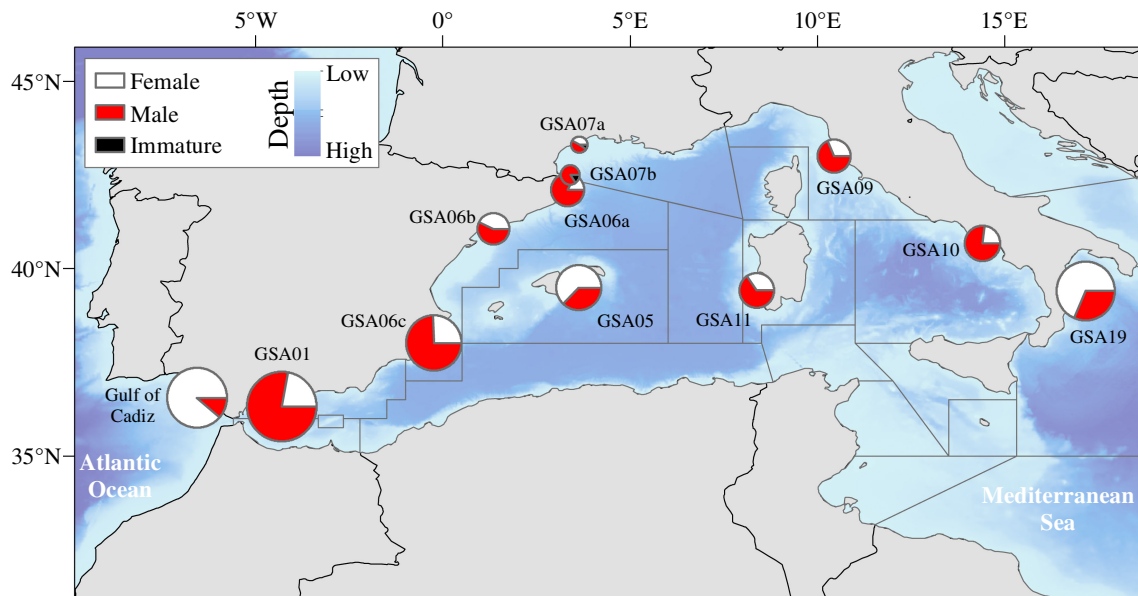 5°W
0°
5°E
10°E
15°E
45°N
40°N
35°N
Female
Male
Immature
Depth
Low
High
GSA07a
GSA07b
GSA06a
GSA06b
GSA09
GSA10
GSA11
GSA05
GSA06c
GSA19
GSA01
Gulf of
Cadiz
Atlantic
Ocean
Mediterranean
Sea